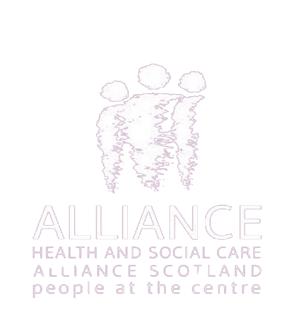 ALLIANCE
HEALTH AND SOCIAL CARE
ALLIANCE SCOTLAND
people at the centre